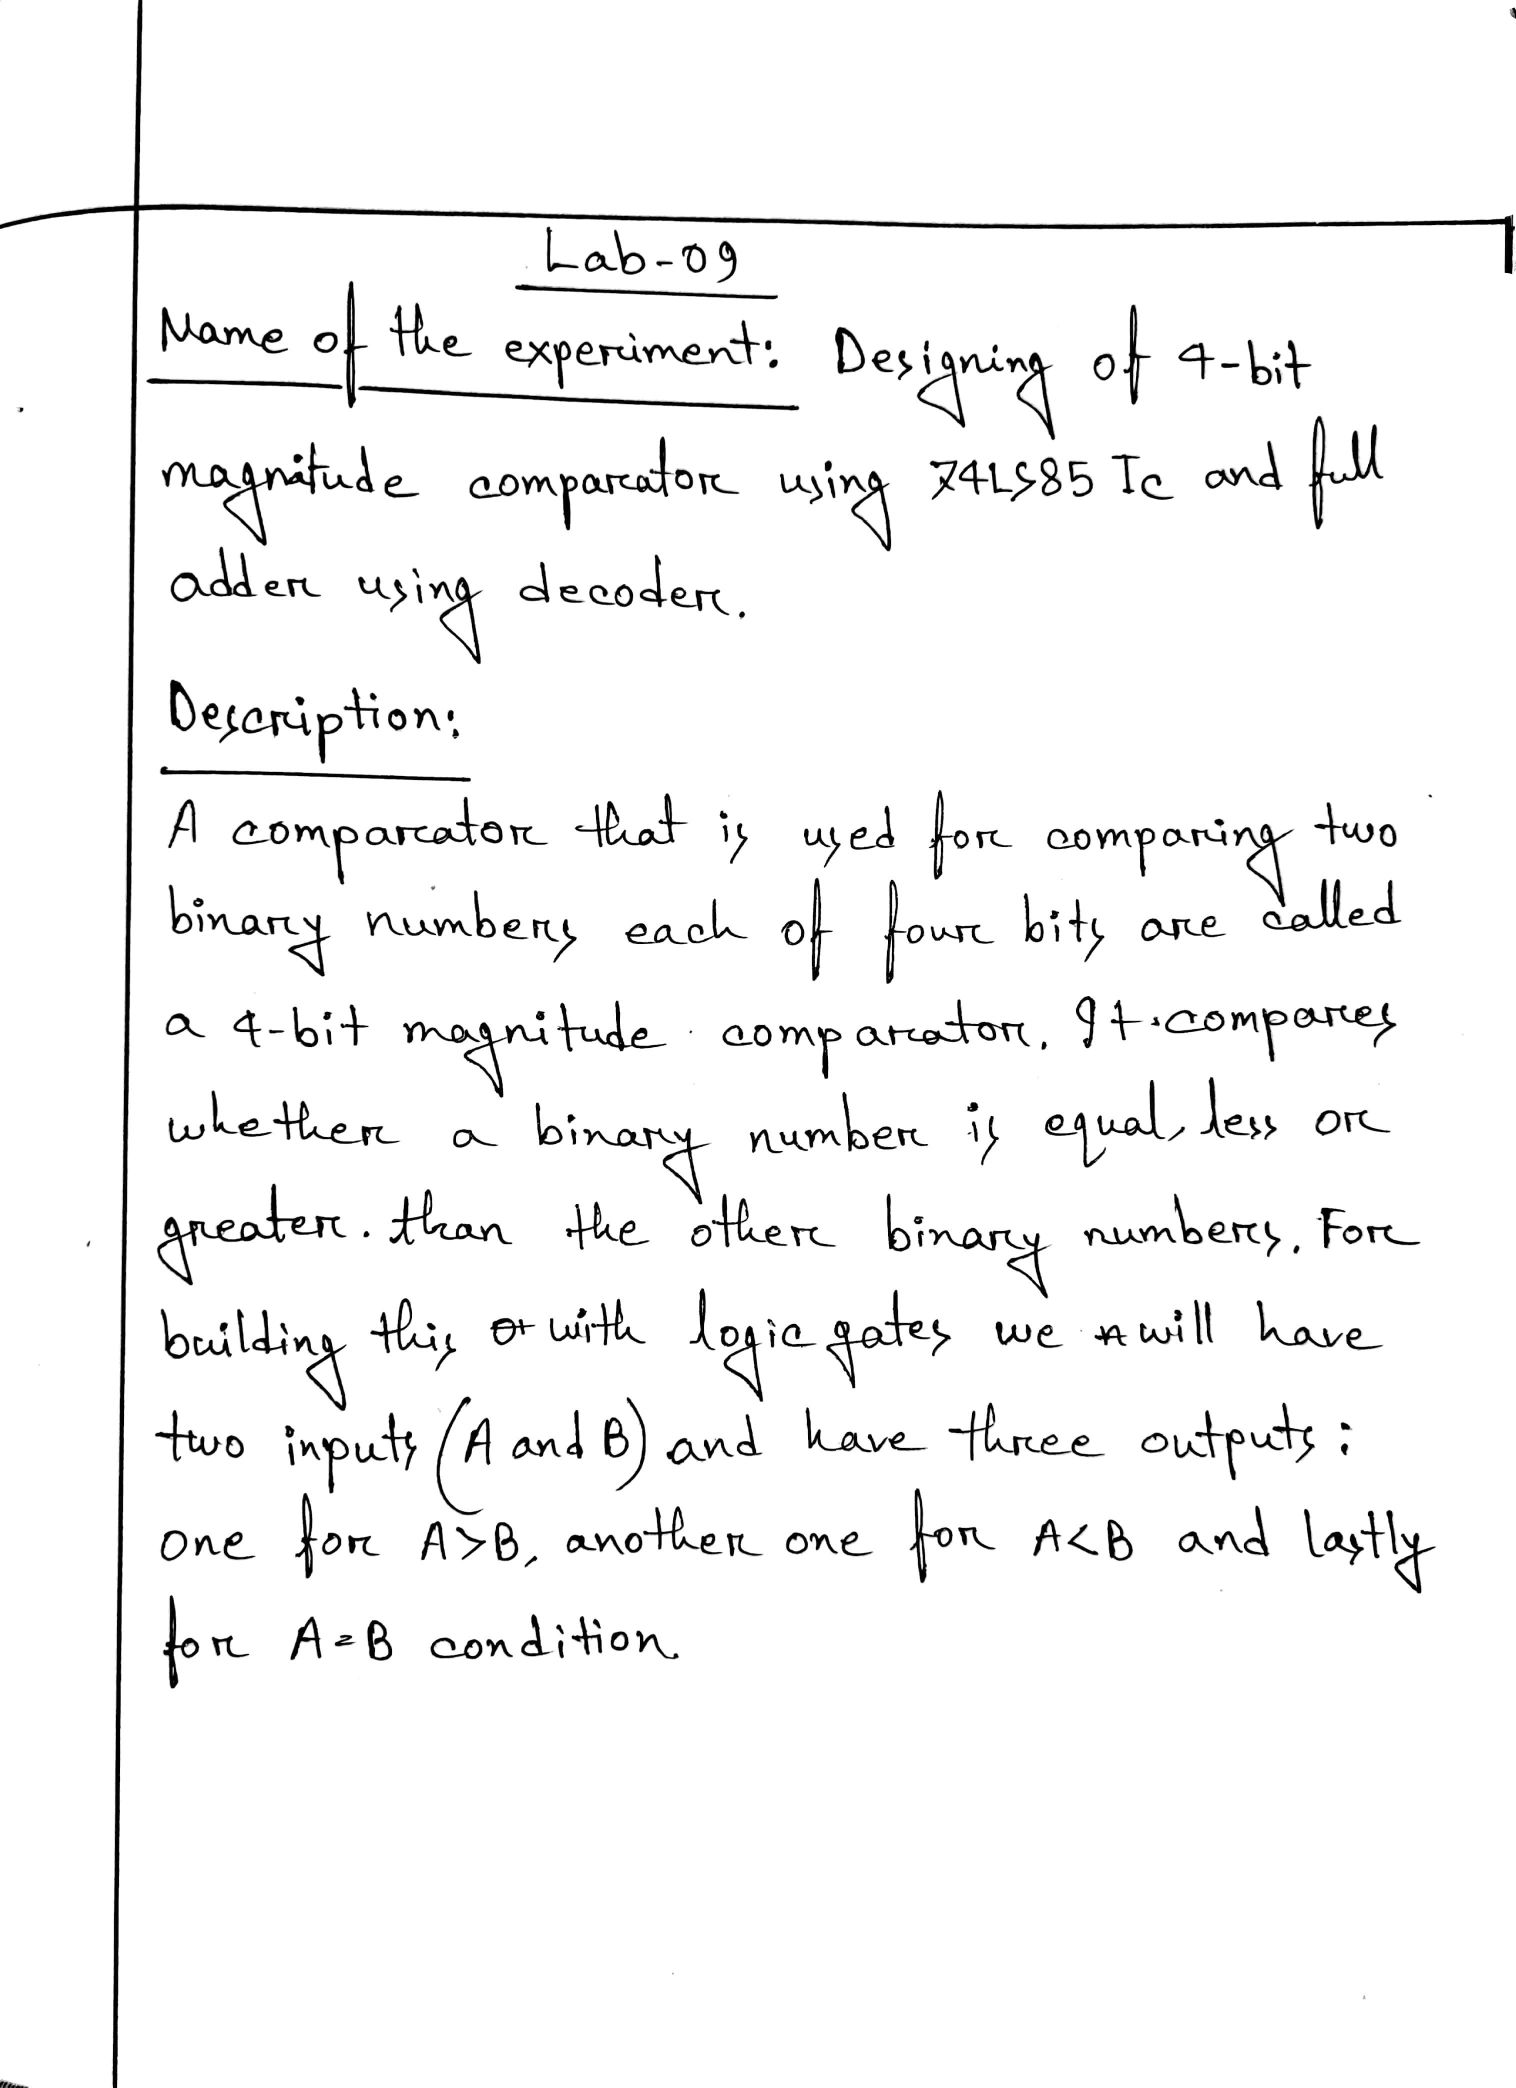 Lab-09
Name of the experiment: Designing of 4-bit
magnitude comparator using 74LS85 Ic and full
adder using decoder.
Description:
A comparator that is used for comparing two
binary numbers each of four bits are called
a 4-bit magnitude comparator. It compares
whether a binary number is equal, less or
greater. than the other binary numbers. For
building this with logic gates we will have
two inputs (A and B) and have three outputs:
one for A>B, another one for A<B and lastly
for A=B condition.